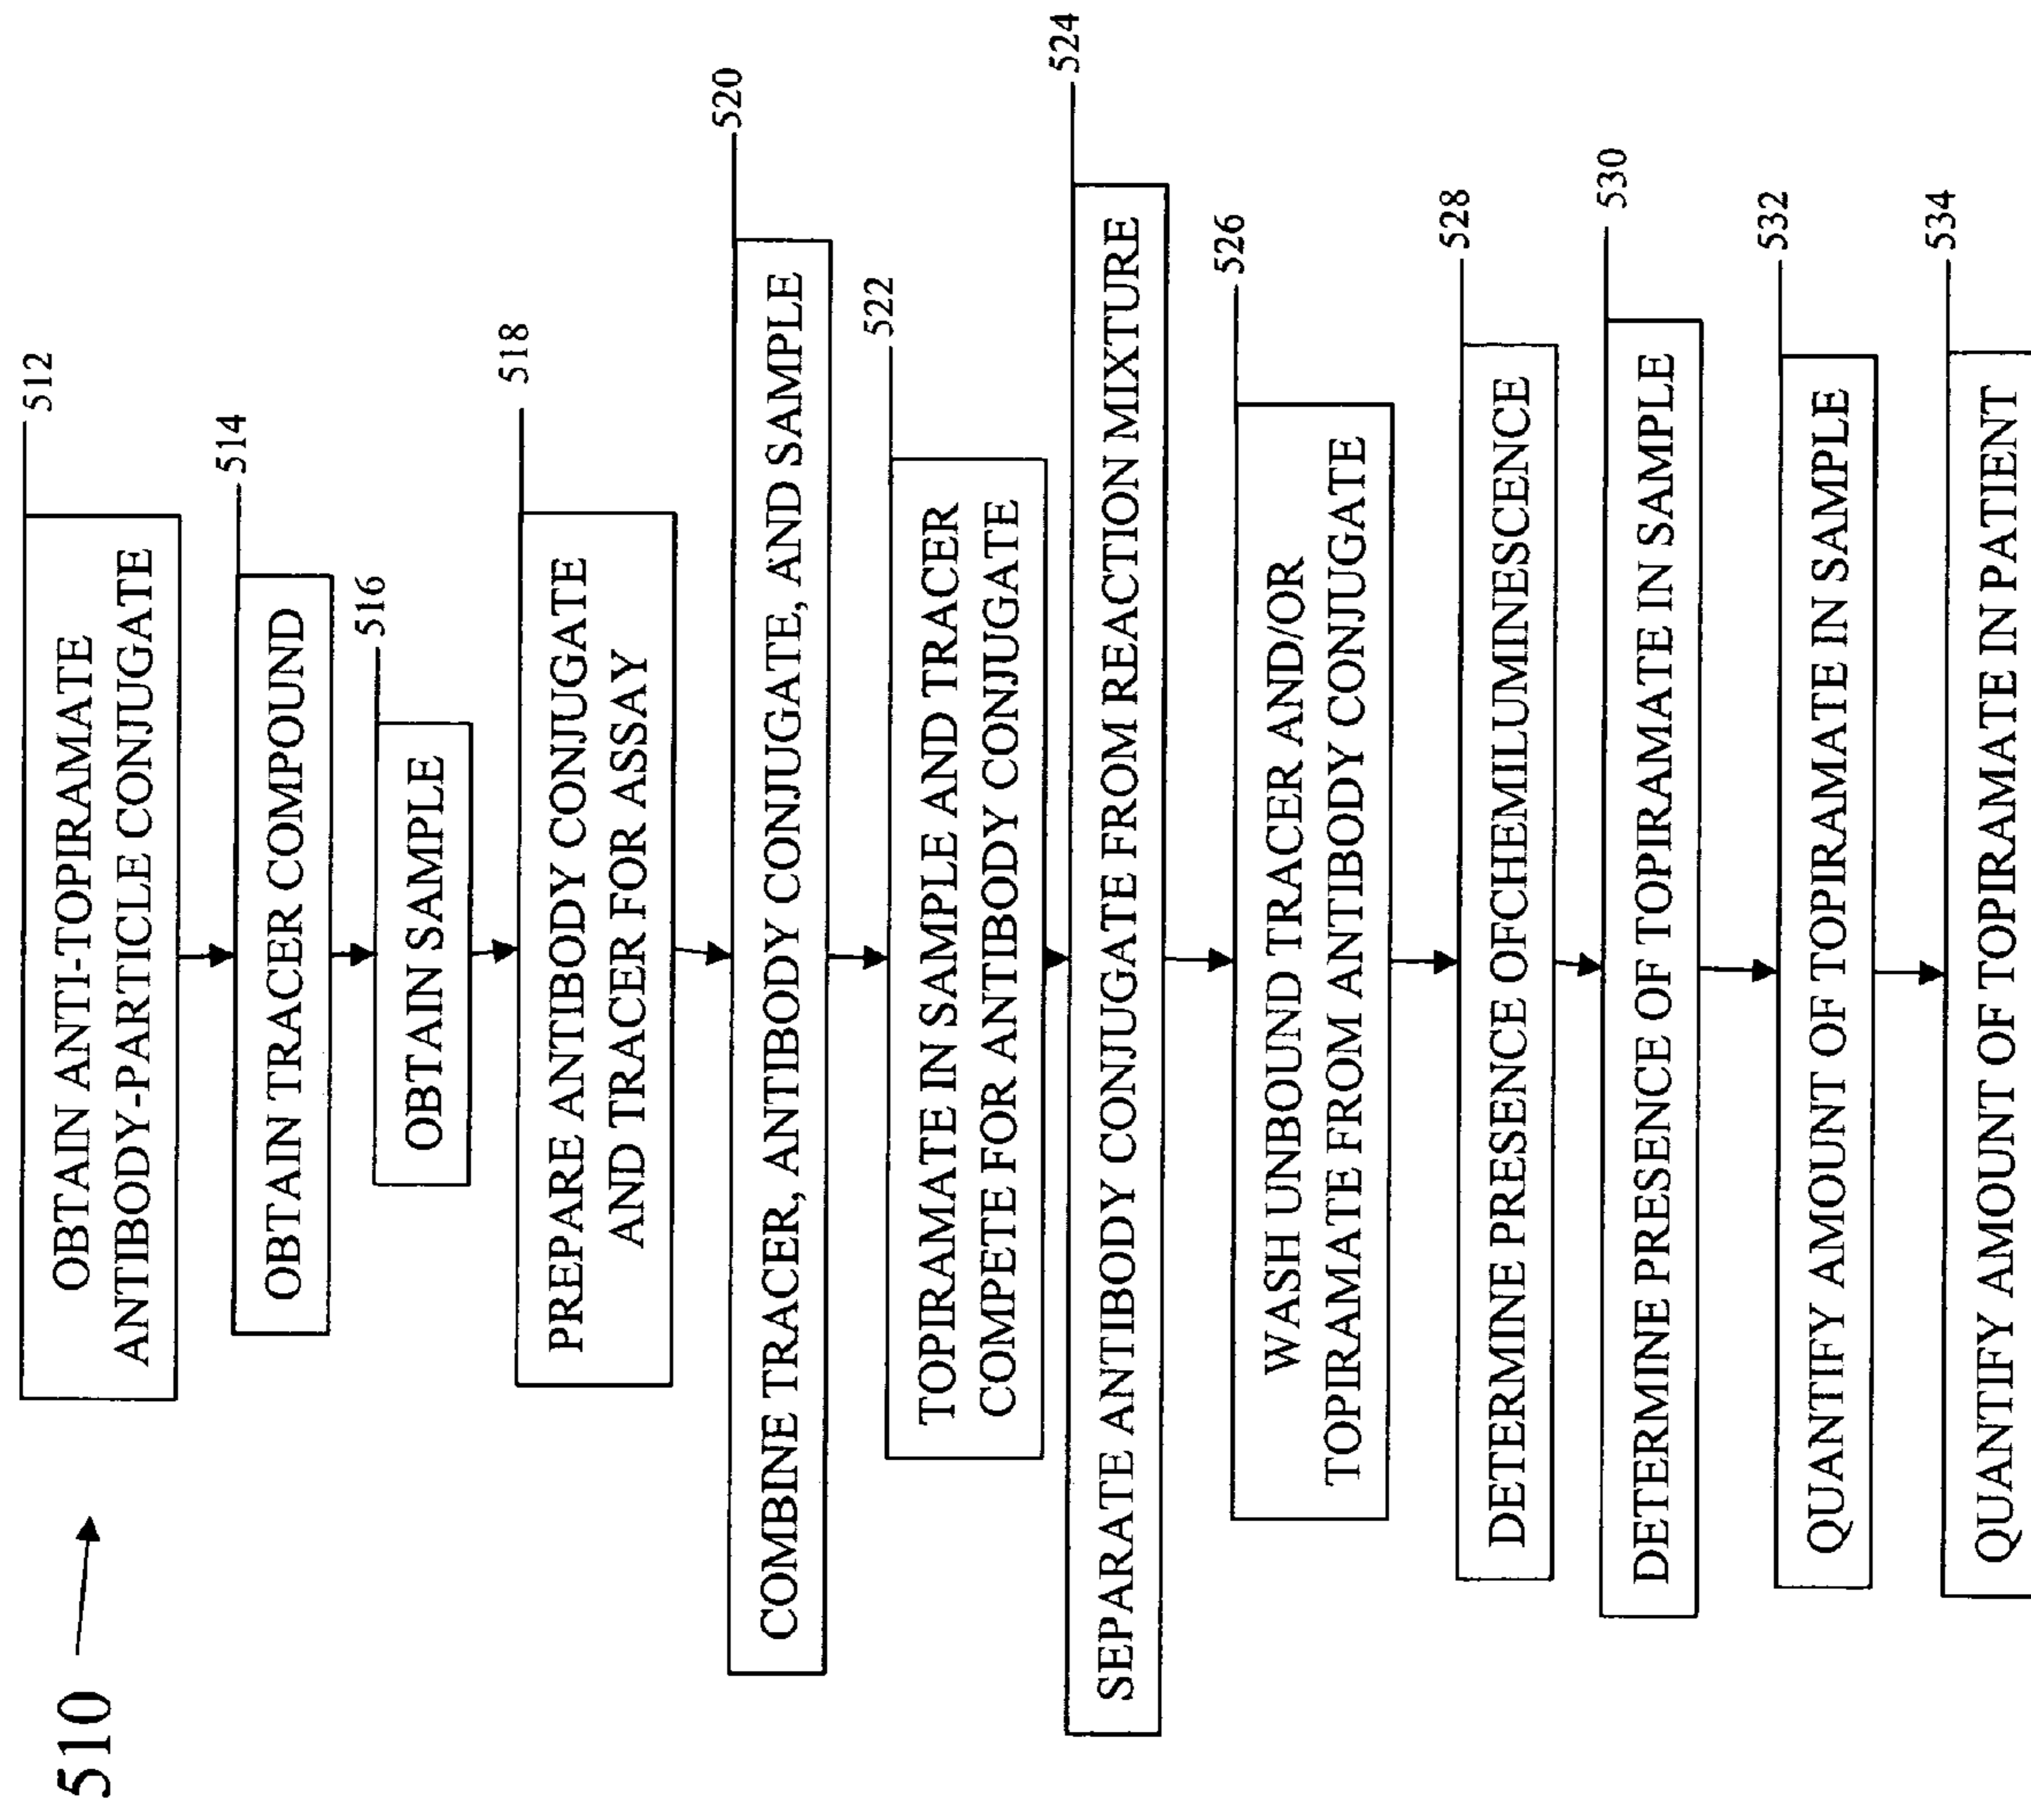 510
512
OBTAIN ANTI-TOPIRAMATE
ANTIBODY-PARTICLE CONJUGATE
514
OBTAIN TRACER COMPOUND
516
OBTAIN SAMPLE
518
PREPARE ANTIBODY CONJUGATE
AND TRACER FOR ASSAY
520
COMBINE TRACER, ANTIBODY CONJUGATE, AND SAMPLE
522
TOPIRAMATE IN SAMPLE AND TRACER
COMPETE FOR ANTIBODY CONJUGATE
524
SEPARATE ANTIBODY CONJUGATE FROM REACTION MIXTURE
526
WASH UNBOUND TRACER AND/OR
TOPIRAMATE FROM ANTIBODY CONJUGATE
528
DETERMINE PRESENCE OFCHEMILUMINESCENCE
530
DETERMINE PRESENCE OF TOPIRAMATE IN SAMPLE
532
QUANTIFY AMOUNT OF TOPIRAMATE IN SAMPLE
534
QUANTIFY AMOUNT OF TOPIRAMATE IN PATIENT